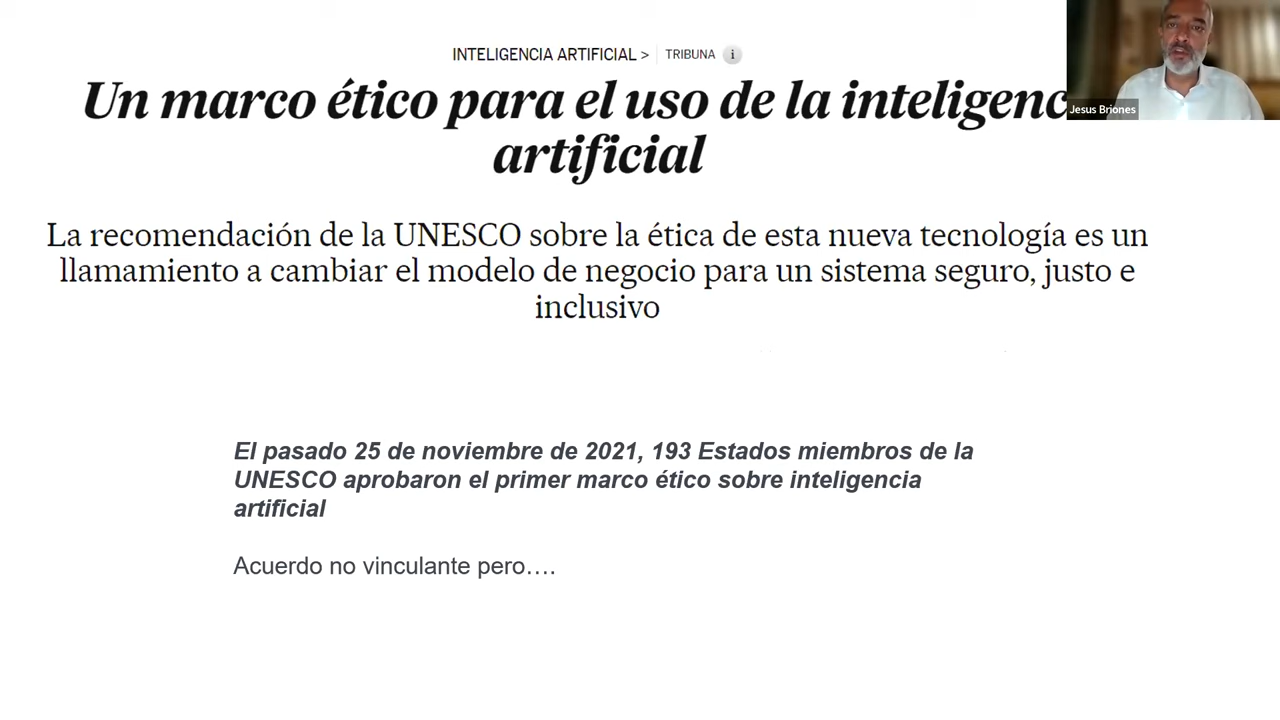 INTELIGENCIA ARTIFICIAL > TRIBUNA i
Un marco ético para el uso de la
artificial
La recomendación de la UNESCO sobre la ética de esta nueva tecnología es un
llamamiento a cambiar el modelo de negocio para un sistema seguro, justo e
inclusivo
El pasado 25 de noviembre de 2021, 193 Estados miembros de la
UNESCO aprobaron el primer marco ético sobre inteligencia
artificial
Acuerdo no vinculante pero….
Jesus Briones